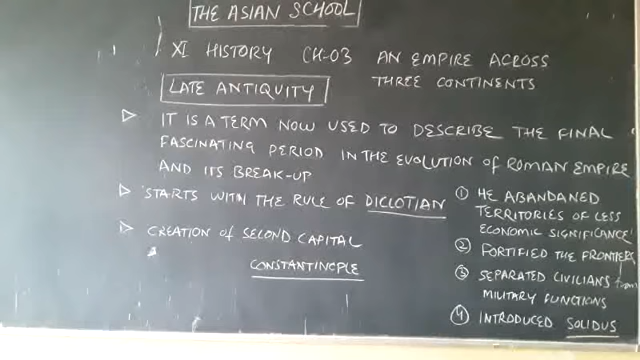 THE ASIAN SCHOOL
XI HISTORY CH-03 AN EMPIRE ACROSS
THREE CONTINENTS
LATE ANTIQUITY
▷ IT IS A TERM NOW USED TO DESCRIBE THE FINAL
FASCINATING PERIOD IN THE EVOLUTION OF ROMAN EMPIRE
AND ITS BREAK-UP
▷ STARTS WITH THE RULE OF DICLOTIAN
▷ CREATION OF SECOND CAPITAL
CONSTANTINEPLE
① HE ABANDANED
TERRITORIES OF LESS
ECONOMIC SIGNIFICANCE
② FORTIFIED THE FRONTIERS
③ SEPARATED CIVILIANS from
MILITARY FUNCTIONS
④ INTRODUCED SOLIDUS